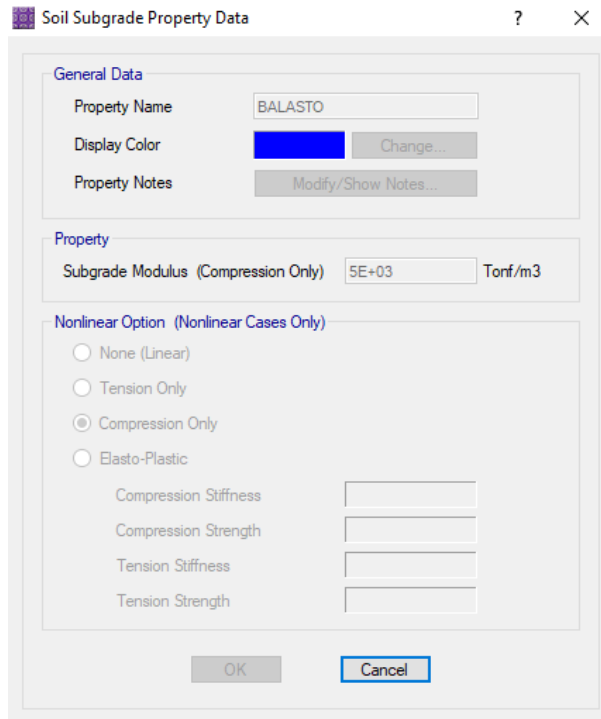 Soil Subgrade Property Data ? ×
General Data
Property Name BALASTO
Display Color Change...
Property Notes Modify/Show Notes...
Property
Subgrade Modulus (Compression Only) 5E+03 Tonf/m3
Nonlinear Option (Nonlinear Cases Only)
None (Linear)
Tension Only
Compression Only
Elasto-Plastic
Compression Stiffness
Compression Strength
Tension Stiffness
Tension Strength
OK Cancel